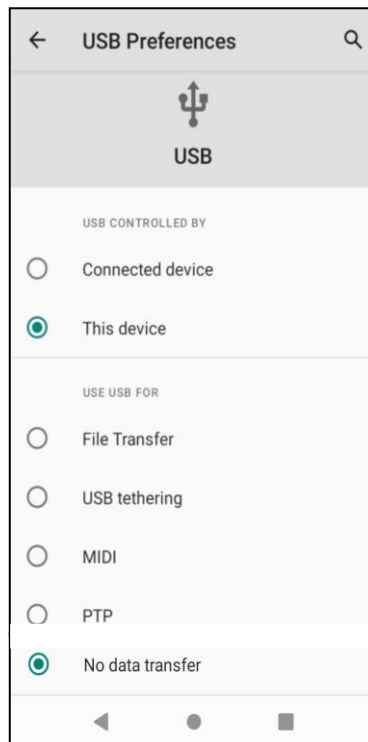 USB Preferences
USB
USB CONTROLLED BY
Connected device
This device
USE USB FOR
File Transfer
USB tethering
MIDI
PTP
No data transfer